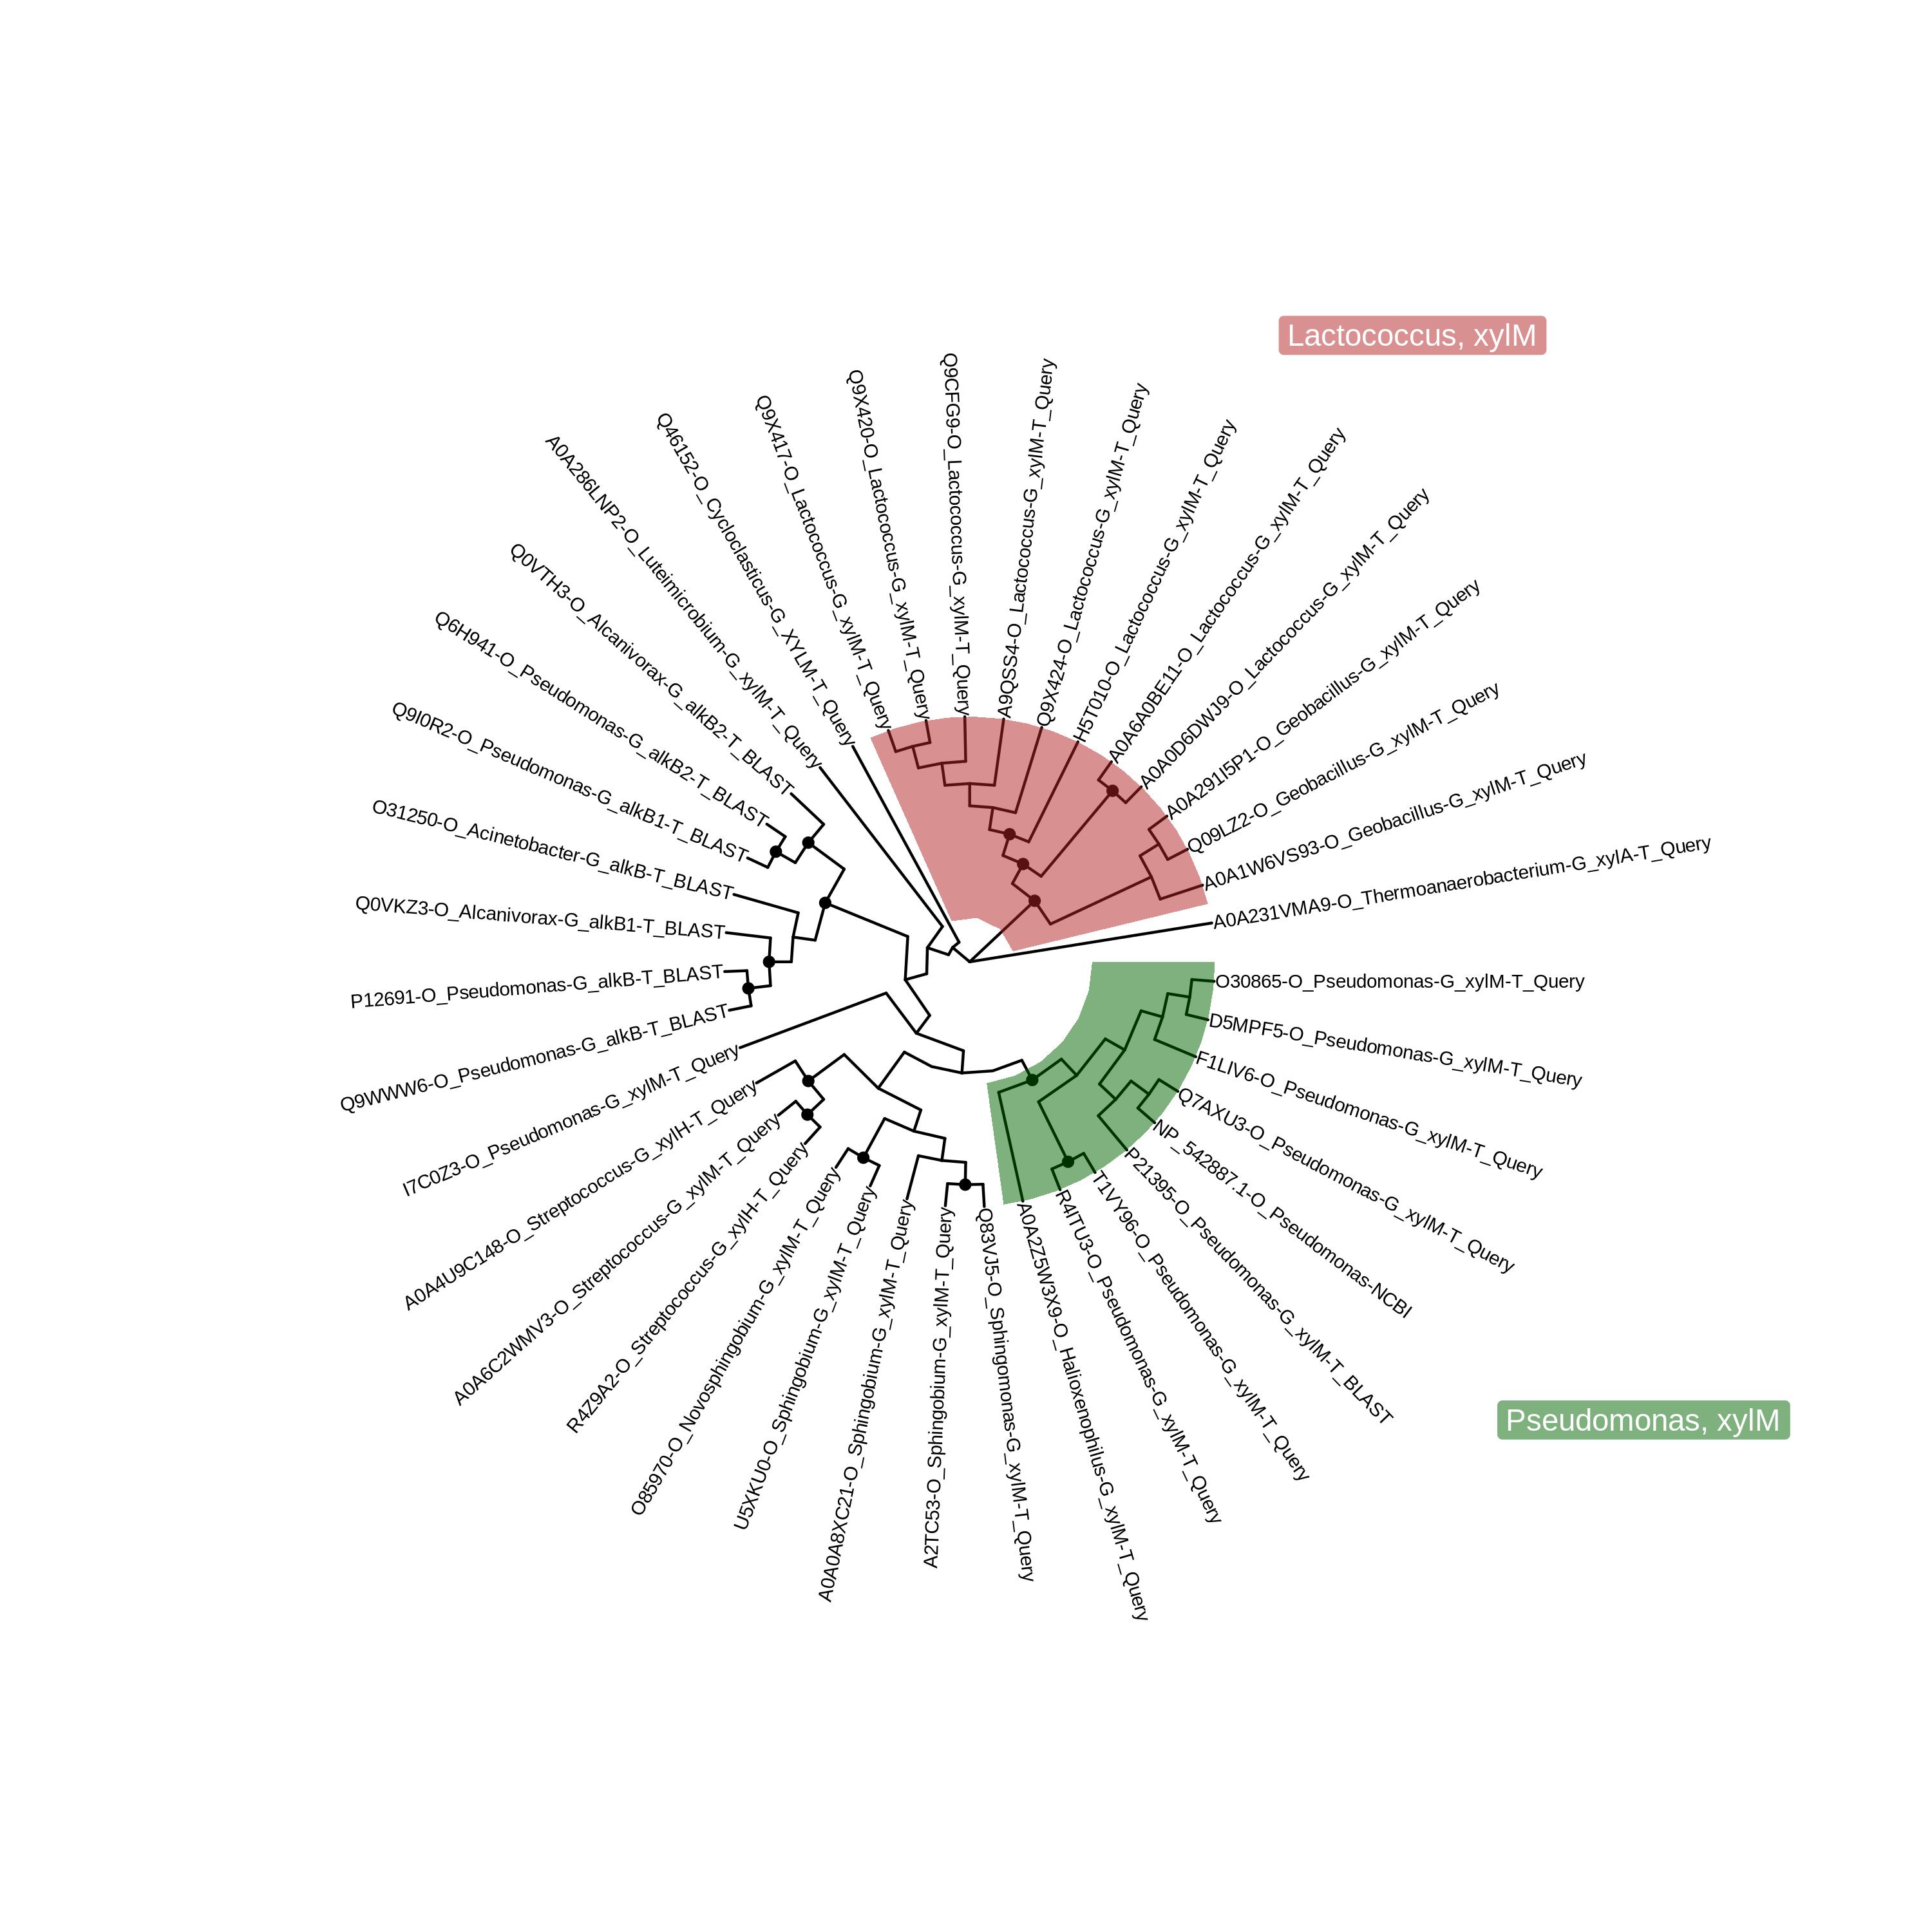 Lactococcus, xylM
Q9CFG9-O_Lactococcus-G_xylM-T_Query
A9QSS4-O_Lactococcus-G_xylM-T_Query
Q9X424-O_Lactococcus-G_xylM-T_Query
H5T010-O_Lactococcus-G_xylM-T_Query
A0A6A0BE11-O_Lactococcus-G_xylM-T_Query
A0A0D6DWJ9-O_Lactococcus-G_xylM-T_Query
A0A291I5P1-O_Geobacillus-G_xylM-T_Query
Q09LZ2-O_Geobacillus-G_xylM-T_Query
A0A1W6VS93-O_Geobacillus-G_xylM-T_Query
A0A231VMA9-O_Thermoanaerobacterium-G_xylA-T_Query
O30865-O_Pseudomonas-G_xylM-T_Query
D5MPF5-O_Pseudomonas-G_xylM-T_Query
F1LIV6-O_Pseudomonas-G_xylM-T_Query
Q7AXU3-O_Pseudomonas-G_xylM-T_Query
NP_542887.1-O_Pseudomonas-NCBI
P21395-O_Pseudomonas-G_xylM-T_BLAST
T1VY96-O_Pseudomonas-G_xylM-T_Query
R4ITU3-O_Pseudomonas-G_xylM-T_Query
A0A2Z5W3X9-O_Halioxenophilus-G_xylM-T_Query
Q83VJ5-O_Sphingomonas-G_xylM-T_Query
A2TC53-O_Sphingobium-G_xylM-T_Query
A0A0A8XC21-O_Sphingobium-G_xylM-T_Query
U5XKU0-O_Sphingobium-G_xylM-T_Query
O85970-O_Novosphingobium-G_xylM-T_Query
R4Z9A2-O_Streptococcus-G_xylH-T_Query
A0A6C2WMV3-O_Streptococcus-G_xylM-T_Query
A0A4U9C148-O_Streptococcus-G_xylH-T_Query
I7C0Z3-O_Pseudomonas-G_xylM-T_Query
Q9WWW6-O_Pseudomonas-G_alkB-T_BLAST
P12691-O_Pseudomonas-G_alkB-T_BLAST
Q0VKZ3-O_Alcanivorax-G_alkB1-T_BLAST
O31250-O_Acinetobacter-G_alkB-T_BLAST
Q9I0R2-O_Pseudomonas-G_alkB1-T_BLAST
Q6H941-O_Pseudomonas-G_alkB2-T_BLAST
Q0VTH3-O_Alcanivorax-G_alkB2-T_BLAST
A0A286LNP2-O_Luteimicrobium-G_xylM-T_Query
Q46152-O_Cycloclasticus-G_XYLM-T_Query
Q9X417-O_Lactococcus-G_xylM-T_Query
Q9X420-O_Lactococcus-G_xylM-T_Query
Pseudomonas, xylM